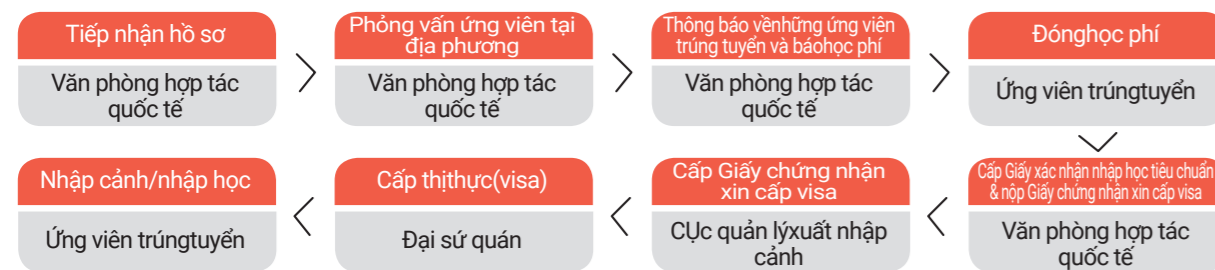 Tiếp nhận hồ sơ
Văn phòng hợp tác
quốc tế
Phỏng vấn ứng viên tại
địa phương
Văn phòng hợp tác
quốc tế
Thông báo vềnhững ứng viên
trúng tuyển và báohọc phí
Văn phòng hợp tác
quốc tế
Đónghọc phí
Ứng viên trúngtuyển
Cấp Giấy xác nhận nhập học tiêu chuẩn
& nộp Giấy chứng nhận xin cấp visa
Văn phòng hợp tác
quốc tế
Cấp Giấy chứng nhận
xin cấp visa
CỤc quản lýxuất nhập
cảnh
Cấp thịthực(visa)
Đại sứ quán
Nhập cảnh/nhập học
Ứng viên trúngtuyển